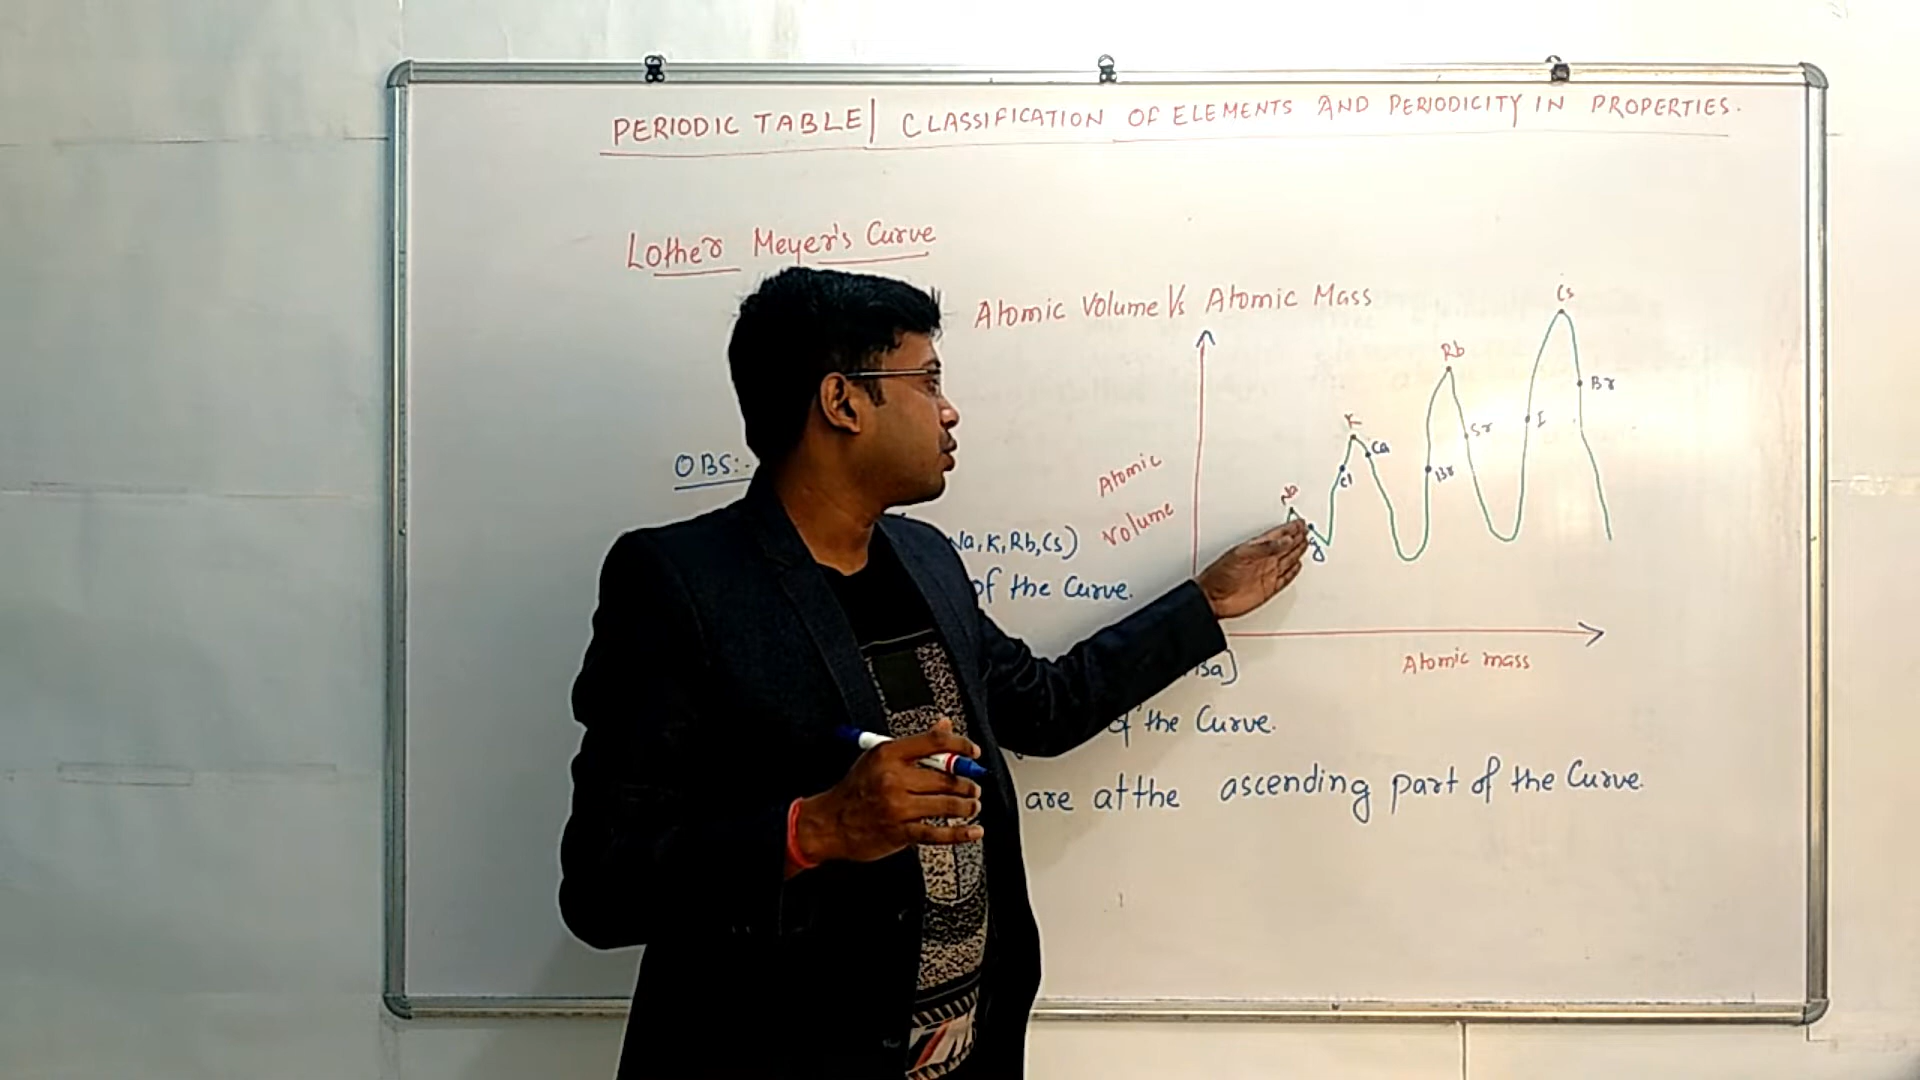 PERIODIC TABLE | CLASSIFICATION OF ELEMENTS AND PERIODICITY IN PROPERTIES.
Lother Meyer's Curve
Atomic Volume Vs Atomic Mass
Cs
Rb
Br
K
I
Sr
Ca
OBS:-
Atomic
Br
Cl
Na
Volume
Na, K, Rb, Cs)
g
of the Curve.
Atomic mass
Ba)
of the Curve.
are at the ascending part of the Curve.